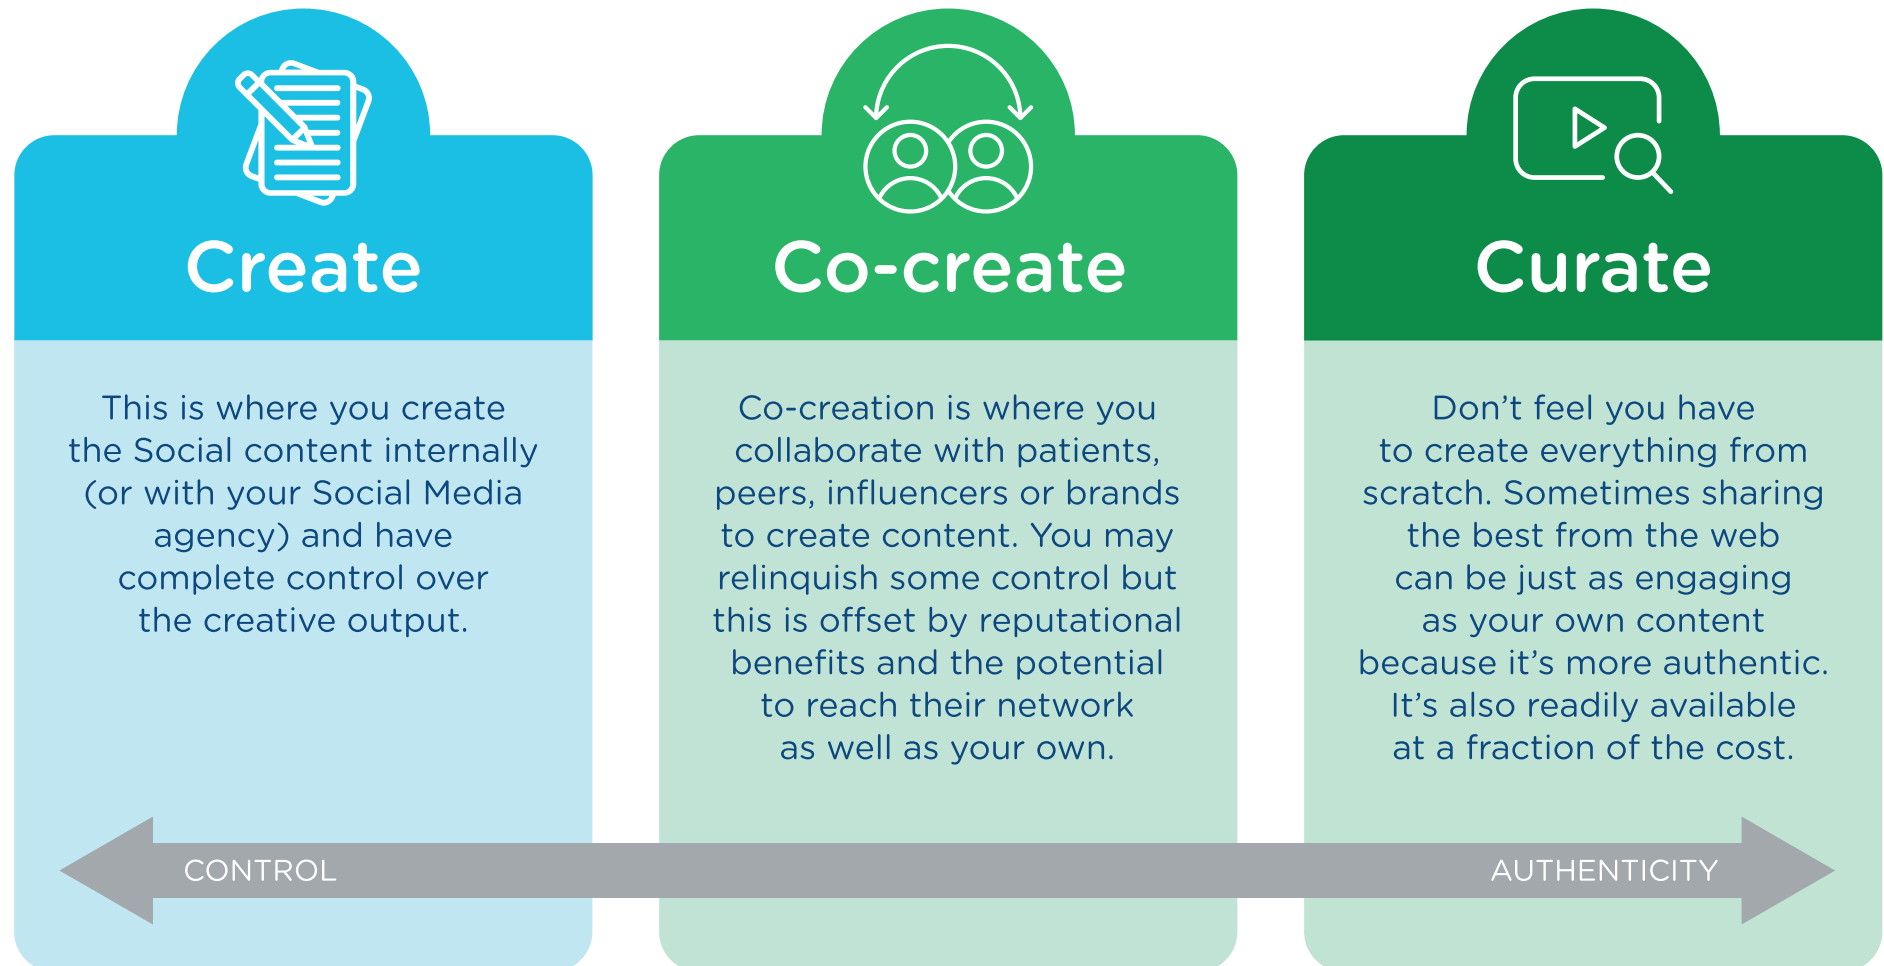 Create
This is where you create
the Social content internally
(or with your Social Media
agency) and have
complete control over
the creative output.
Co-create
Co-creation is where you
collaborate with patients,
peers, influencers or brands
to create content. You may
relinquish some control but
this is offset by reputational
benefits and the potential
to reach their network
as well as your own.
Curate
Don’t feel you have
to create everything from
scratch. Sometimes sharing
the best from the web
can be just as engaging
as your own content
because it’s more authentic.
It’s also readily available
at a fraction of the cost.
CONTROL
AUTHENTICITY